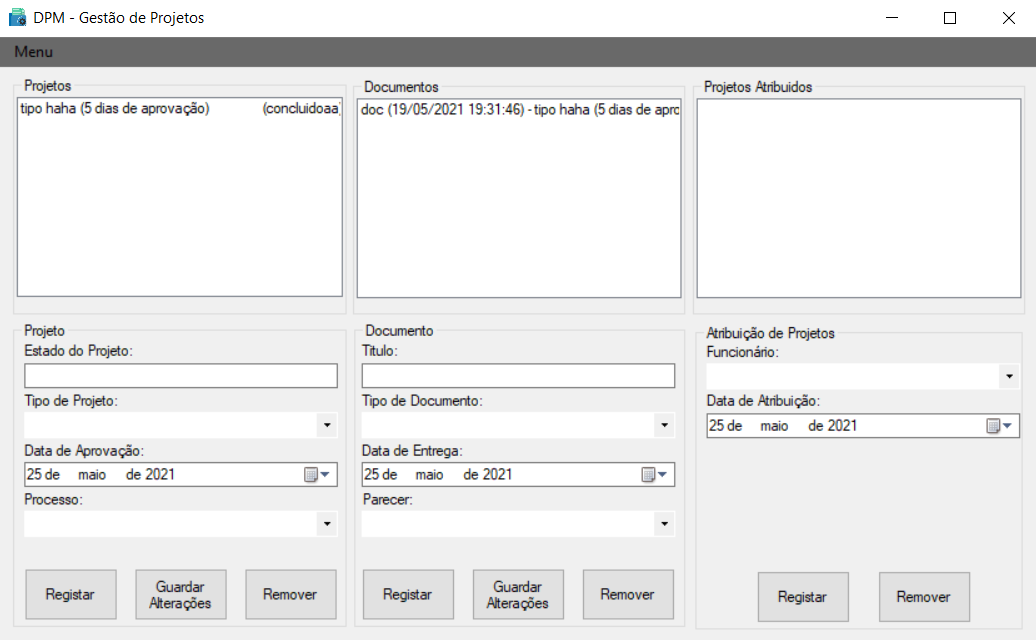 DPM - Gestão de Projetos
Menu
Projetos
tipo haha (5 dias de aprovação) (concluidoaa)
Documentos
doc (19/05/2021 19:31:46) - tipo haha (5 dias de apro
Projetos Atribuidos
Projeto
Estado do Projeto:
Tipo de Projeto:
Data de Aprovação:
25 de maio de 2021
Processo:
Registar
Guardar
Alterações
Remover
Documento
Titulo:
Tipo de Documento:
Data de Entrega:
25 de maio de 2021
Parecer:
Registar
Guardar
Alterações
Remover
Atribuição de Projetos
Funcionário:
Data de Atribuição:
25 de maio de 2021
Registar
Remover